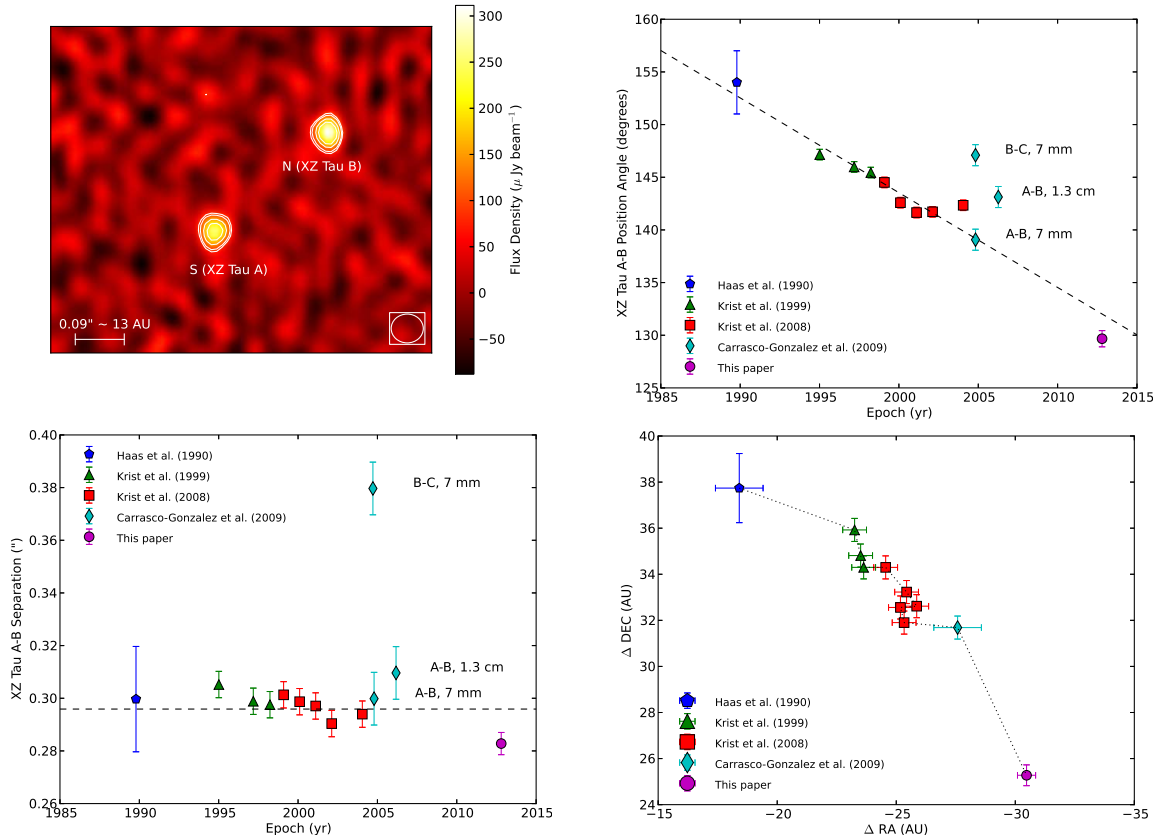 N (XZ Tau B)
S (XZ Tau A)
0.09" ~ 13 AU
300
250
200
150
100
50
0
−50
Flux Density (μ Jy beam−1)
XZ Tau A-B Position Angle (degrees)
155
150
145
140
135
130
125
B-C, 7 mm
A-B, 1.3 cm
A-B, 7 mm
Haas et al. (1990)
Krist et al. (1999)
Krist et al. (2008)
Carrasco-Gonzalez et al. (2009)
This paper
1985 1990 1995 2000 2005 2010 2015
Epoch (yr)
XZ Tau A-B Separation (")
0.40
0.38
0.36
0.34
0.32
0.30
0.28
0.26
Haas et al. (1990)
Krist et al. (1999)
Krist et al. (2008)
Carrasco-Gonzalez et al. (2009)
This paper
B-C, 7 mm
A-B, 1.3 cm
A-B, 7 mm
1985 1990 1995 2000 2005 2010 2015
Epoch (yr)
Δ DEC (AU)
40
38
36
34
32
30
28
26
24
Haas et al. (1990)
Krist et al. (1999)
Krist et al. (2008)
Carrasco-Gonzalez et al. (2009)
This paper
−15 −20 −25 −30 −35
Δ RA (AU)